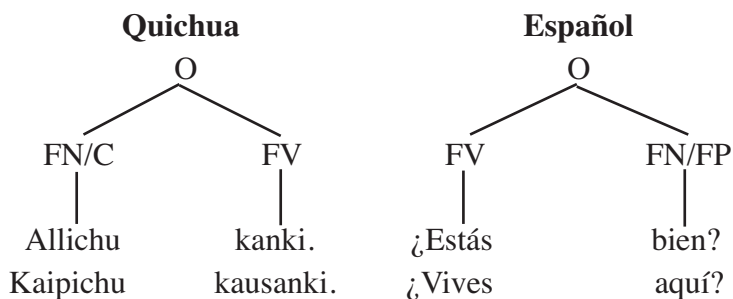 Quichua Español
O O
FN/C FV FV FN/FP
Allichu kanki. ¿Estás bien?
Kaipichu kausanki. ¿Vives aquí?